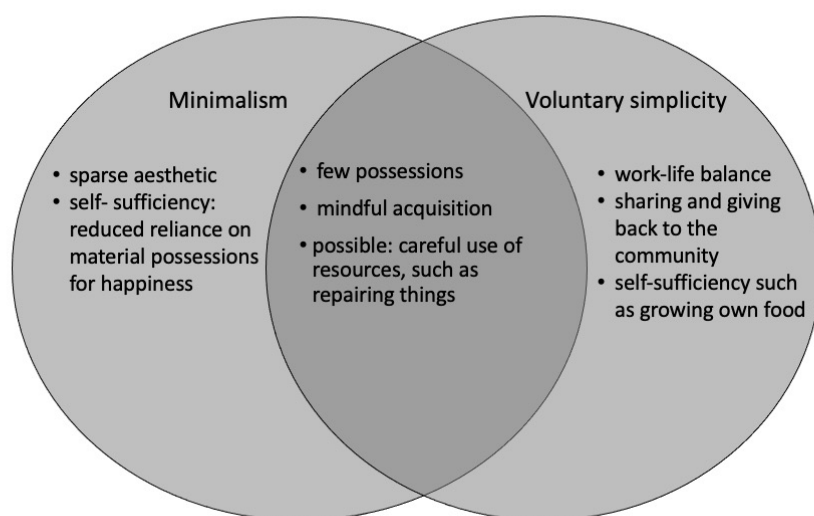 Minimalism
• sparse aesthetic
• self- sufficiency:
reduced reliance on
material possessions
for happiness
• few possessions
• mindful acquisition
• possible: careful use of
resources, such as
repairing things
Voluntary simplicity
• work-life balance
• sharing and giving
back to the
community
• self-sufficiency such
as growing own food